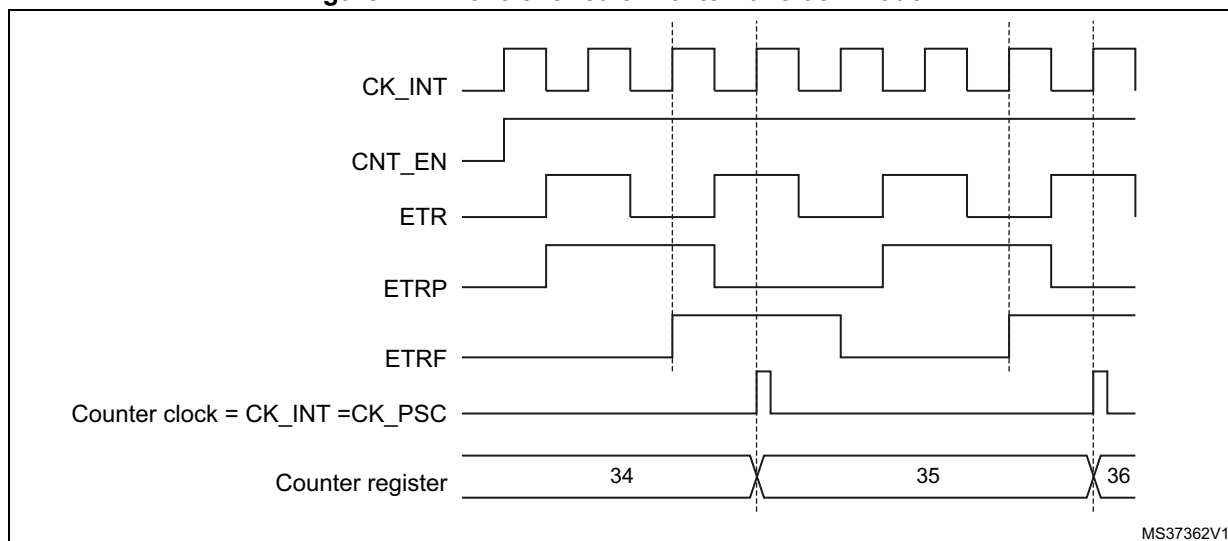 CK_INT
CNT_EN
ETR
ETRP
ETRF
Counter clock = CK_INT =CK_PSC
Counter register
34
35
36
MS37362V1